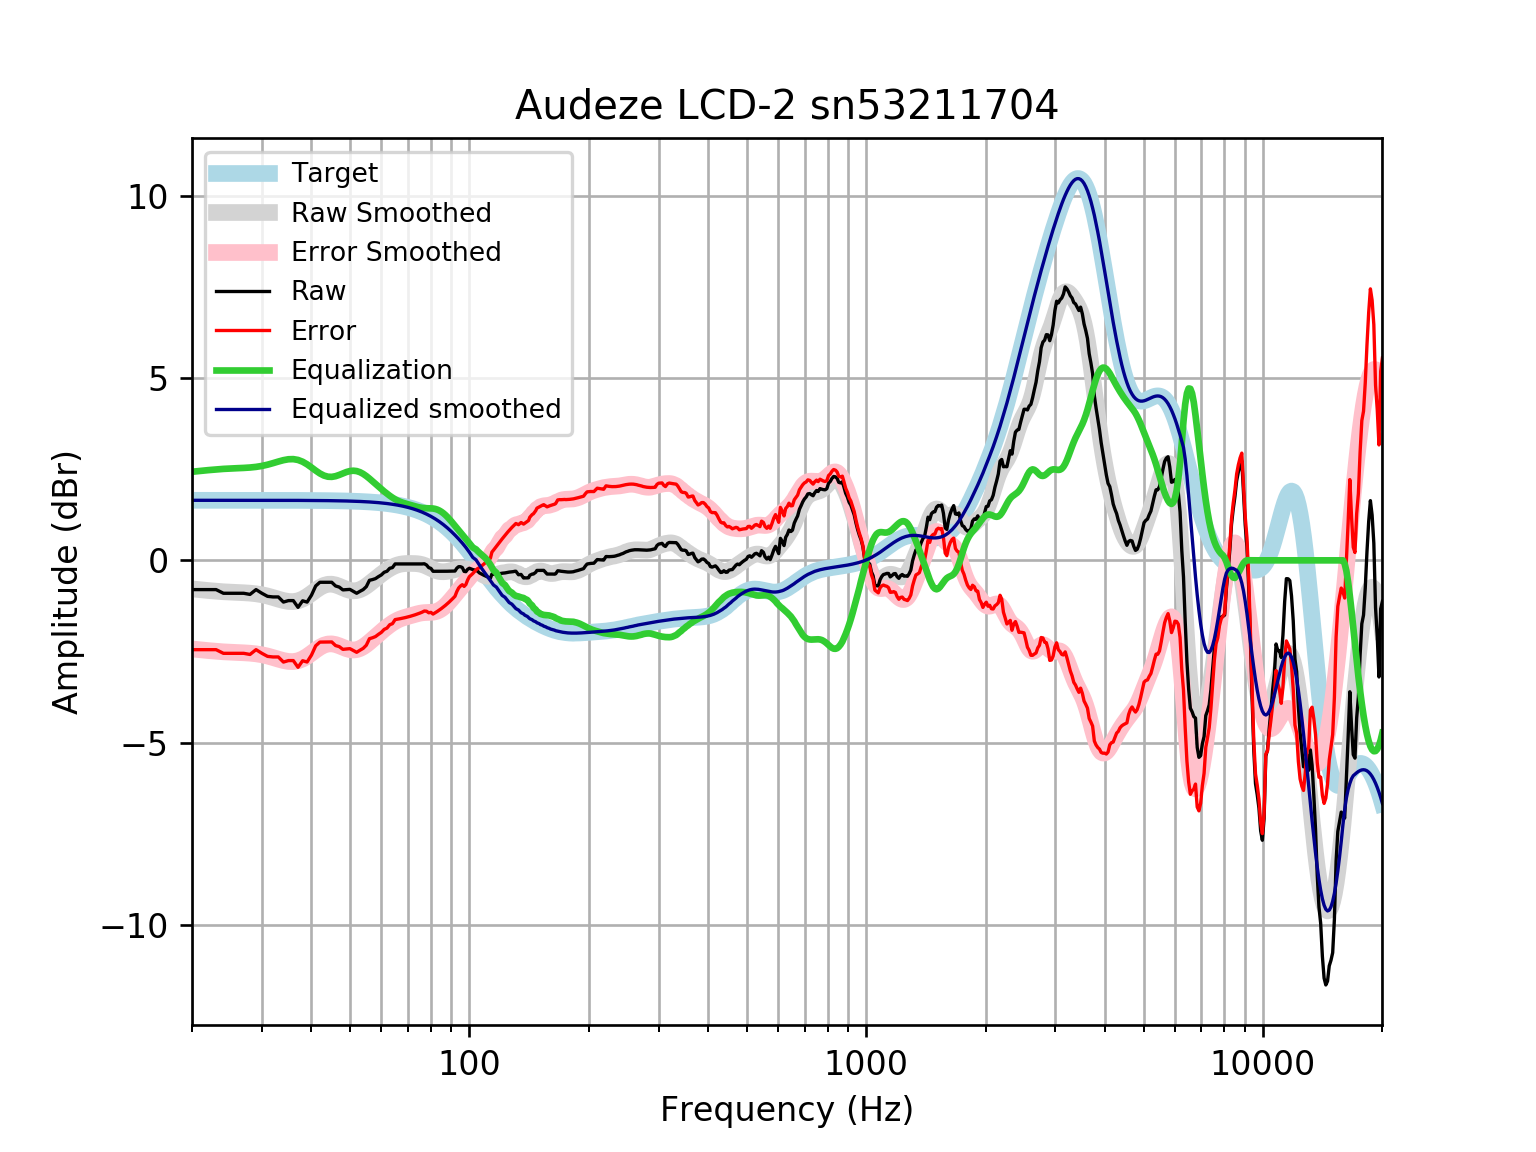 Audeze LCD-2 sn53211704
Target
Raw Smoothed
Error Smoothed
Raw
Error
Equalization
Equalized smoothed
10
5
0
−5
−10
Amplitude (dBr)
100
1000
10000
Frequency (Hz)